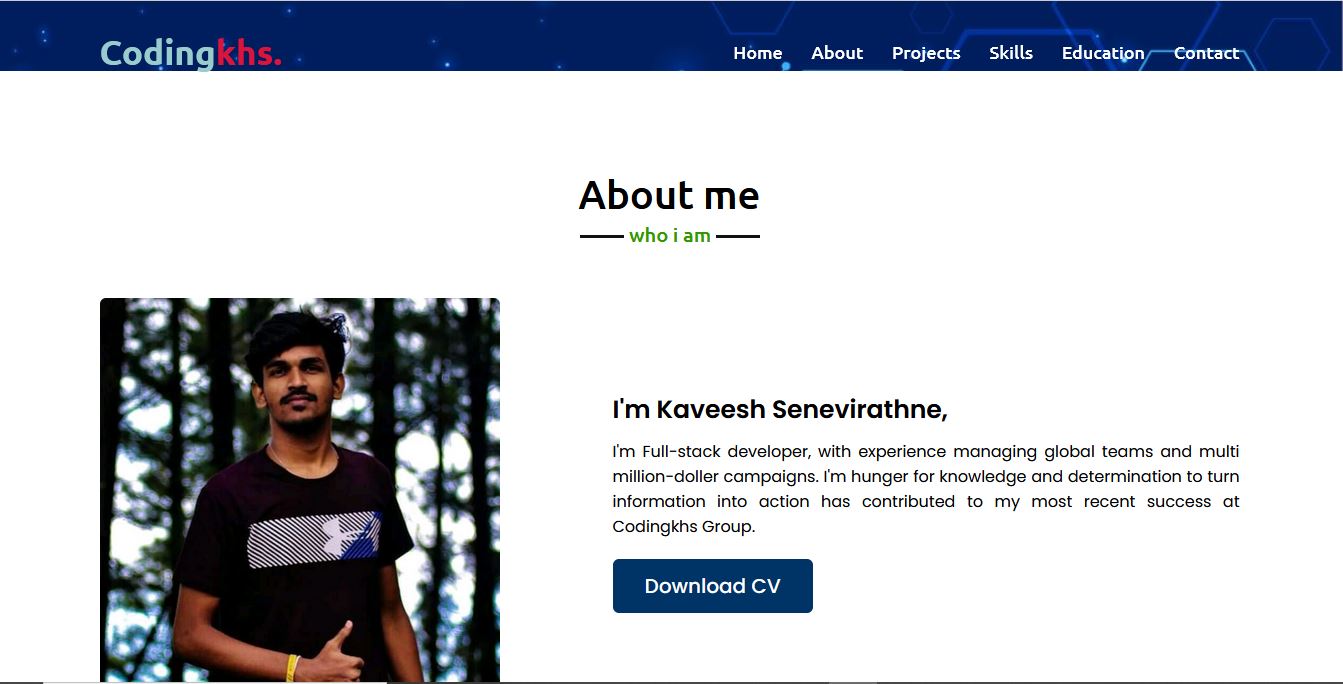 Codingkhs.
Home About Projects Skills Education Contact
About me
who i am
I'm Kaveesh Senevirathne,
I'm Full-stack developer, with experience managing global teams and multi
million-doller campaigns. I'm hunger for knowledge and determination to turn
information into action has contributed to my most recent success at
Codingkhs Group.
Download CV